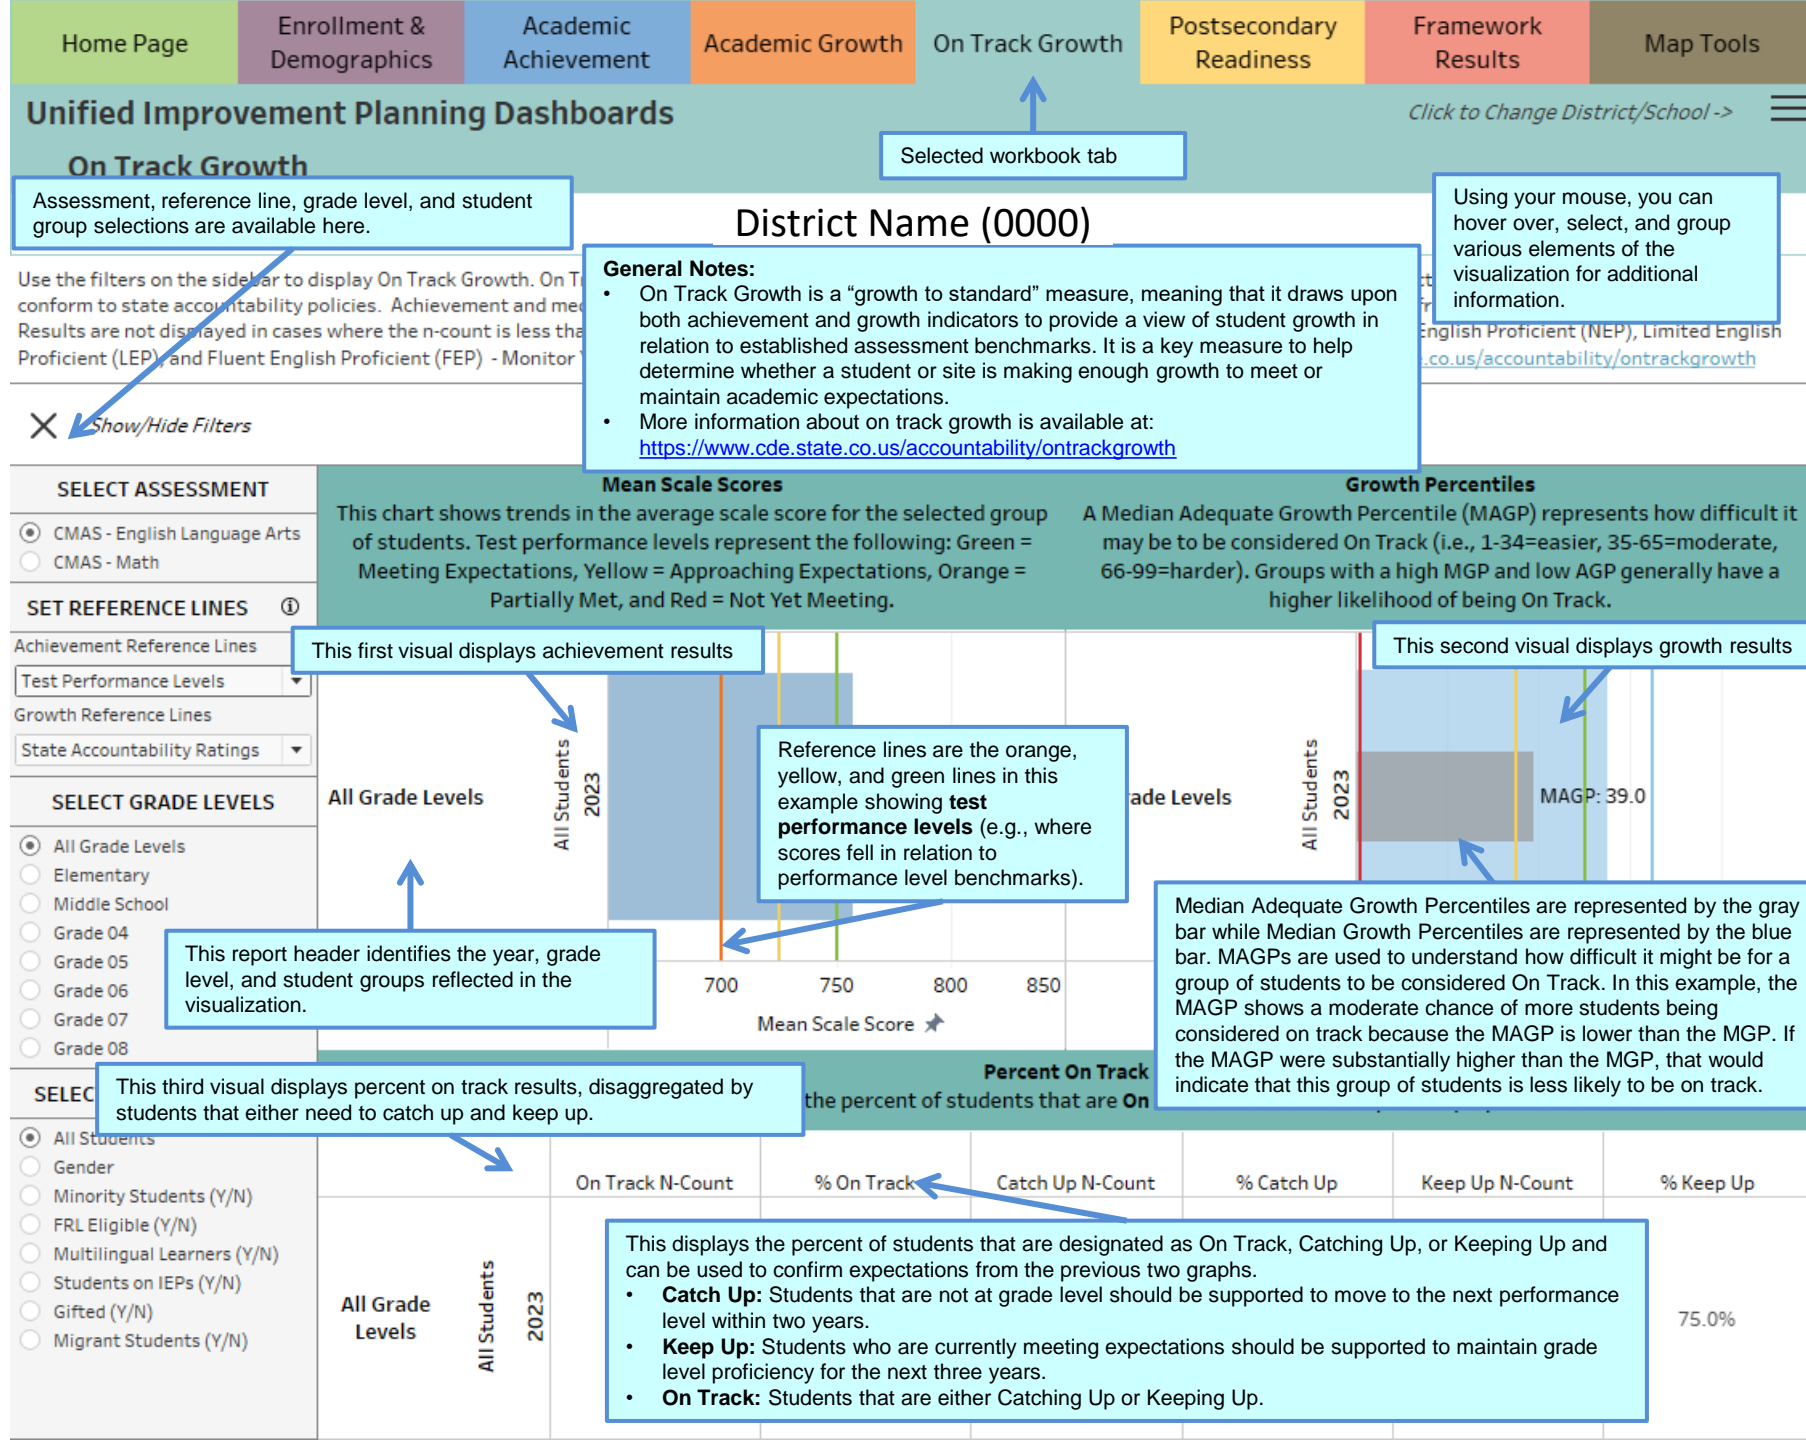 Home Page
Enrollment &
Demographics
Academic
Achievement
Academic Growth
On Track Growth
Postsecondary
Readiness
Framework
Results
Map Tools
Unified Improvement Planning Dashboards
Click to Change District/School ->
On Track Growth
Selected workbook tab
Assessment, reference line, grade level, and student
group selections are available here.
District Name (0000)
Using your mouse, you can
hover over, select, and group
various elements of the
visualization for additional
information.
Use the filters on the sidebar to display On Track Growth. On
conform to state accountability policies. Achievement and
Results are not displayed in cases where the n-count is less
English Proficient (NEP), Limited English
Proficient (LEP), and Fluent English Proficient (FEP) - Monitor
.co.us/accountability/ontrackgrowth
General Notes:
• On Track Growth is a “growth to standard” measure, meaning that it draws upon
both achievement and growth indicators to provide a view of student growth in
relation to established assessment benchmarks. It is a key measure to help
determine whether a student or site is making enough growth to meet or
maintain academic expectations.
• More information about on track growth is available at:
https://www.cde.state.co.us/accountability/ontrackgrowth
Show/Hide Filters
SELECT ASSESSMENT
CMAS - English Language Arts
CMAS - Math
SET REFERENCE LINES
Achievement Reference Lines
Test Performance Levels
Growth Reference Lines
State Accountability Ratings
SELECT GRADE LEVELS
All Grade Levels
Elementary
Middle School
Grade 04
Grade 05
Grade 06
Grade 07
Grade 08
SELEC
All Students
Gender
Minority Students (Y/N)
FRL Eligible (Y/N)
Multilingual Learners (Y/N)
Students on IEPs (Y/N)
Gifted (Y/N)
Migrant Students (Y/N)
Mean Scale Scores
This chart shows trends in the average scale score for the selected group
of students. Test performance levels represent the following: Green =
Meeting Expectations, Yellow = Approaching Expectations, Orange =
Partially Met, and Red = Not Yet Meeting.
Growth Percentiles
A Median Adequate Growth Percentile (MAGP) represents how difficult it
may be to be considered On Track (i.e., 1-34=easier, 35-65=moderate,
66-99=harder). Groups with a high MGP and low AGP generally have a
higher likelihood of being On Track.
This first visual displays achievement results
This second visual displays growth results
All Grade Levels
All Students
2023
Reference lines are the orange,
yellow, and green lines in this
example showing test
performance levels (e.g., where
scores fell in relation to
performance level benchmarks).
rade Levels
All Students
2023
MAGP: 39.0
This report header identifies the year, grade
level, and student groups reflected in the
visualization.
700
750
800
850
Mean Scale Score
Median Adequate Growth Percentiles are represented by the gray
bar while Median Growth Percentiles are represented by the blue
bar. MAGPs are used to understand how difficult it might be for a
group of students to be considered On Track. In this example, the
MAGP shows a moderate chance of more students being
considered on track because the MAGP is lower than the MGP. If
the MAGP were substantially higher than the MGP, that would
indicate that this group of students is less likely to be on track.
This third visual displays percent on track results, disaggregated by
students that either need to catch up and keep up.
Percent On Track
the percent of students that are On
On Track N-Count
% On Track
Catch Up N-Count
% Catch Up
Keep Up N-Count
% Keep Up
All Grade
Levels
All Students
2023
75.0%
This displays the percent of students that are designated as On Track, Catching Up, or Keeping Up and
can be used to confirm expectations from the previous two graphs.
• Catch Up: Students that are not at grade level should be supported to move to the next performance
level within two years.
• Keep Up: Students who are currently meeting expectations should be supported to maintain grade
level proficiency for the next three years.
• On Track: Students that are either Catching Up or Keeping Up.